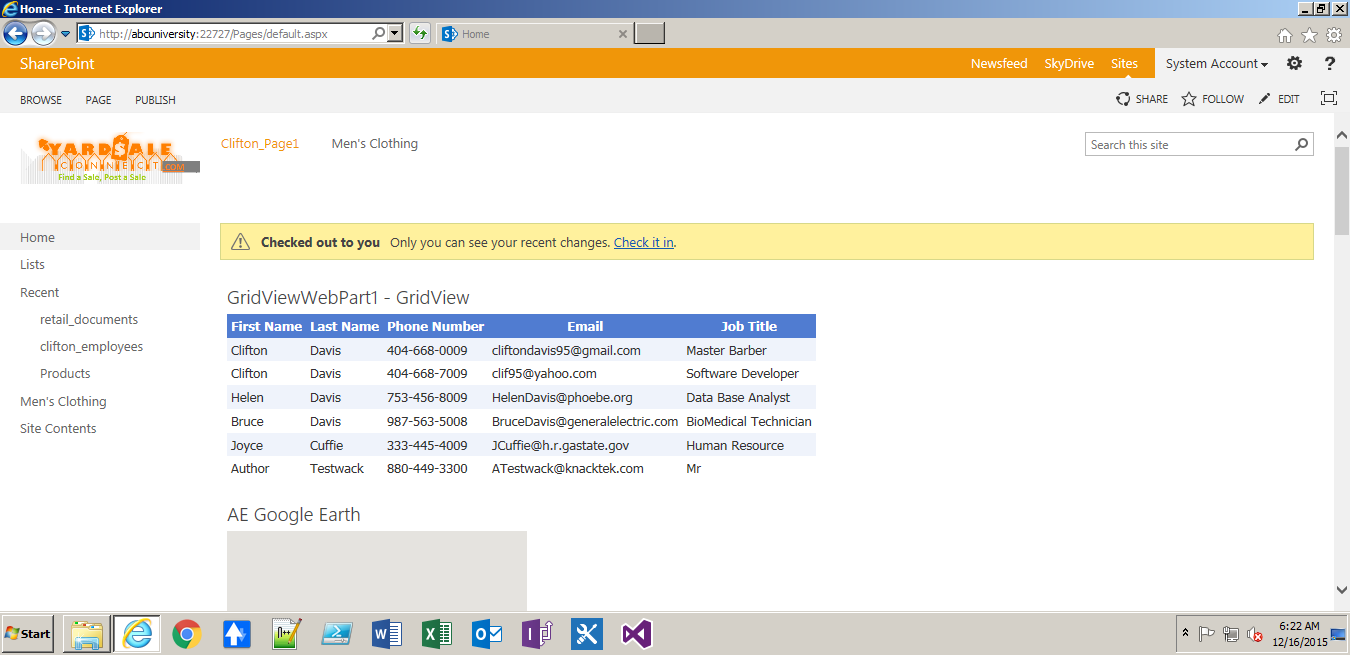 Home - Internet Explorer
http://abcuniversity:22727/Pages/default.aspx
Home
SharePoint
Newsfeed SkyDrive Sites System Account ?
BROWSE PAGE PUBLISH
SHARE FOLLOW EDIT
YARDSALE
CONNECT.COM
Find a Sale, Post a Sale
Clifton_Page1 Men's Clothing
Search this site
Home
Lists
Recent
retail_documents
clifton_employees
Products
Men's Clothing
Site Contents
Checked out to you Only you can see your recent changes. Check it in.
GridViewWebPart1 - GridView
First Name Last Name Phone Number Email Job Title
Clifton Davis 404-668-0009 cliftondavis95@gmail.com Master Barber
Clifton Davis 404-668-7009 clif95@yahoo.com Software Developer
Helen Davis 753-456-8009 HelenDavis@phoebe.org Data Base Analyst
Bruce Davis 987-563-5008 BruceDavis@generalelectric.com BioMedical Technician
Joyce Cuffie 333-445-4009 JCuffie@h.r.gastate.gov Human Resource
Author Testwack 880-449-3300 ATestwack@knacktek.com Mr
AE Google Earth
Start
6:22 AM
12/16/2015